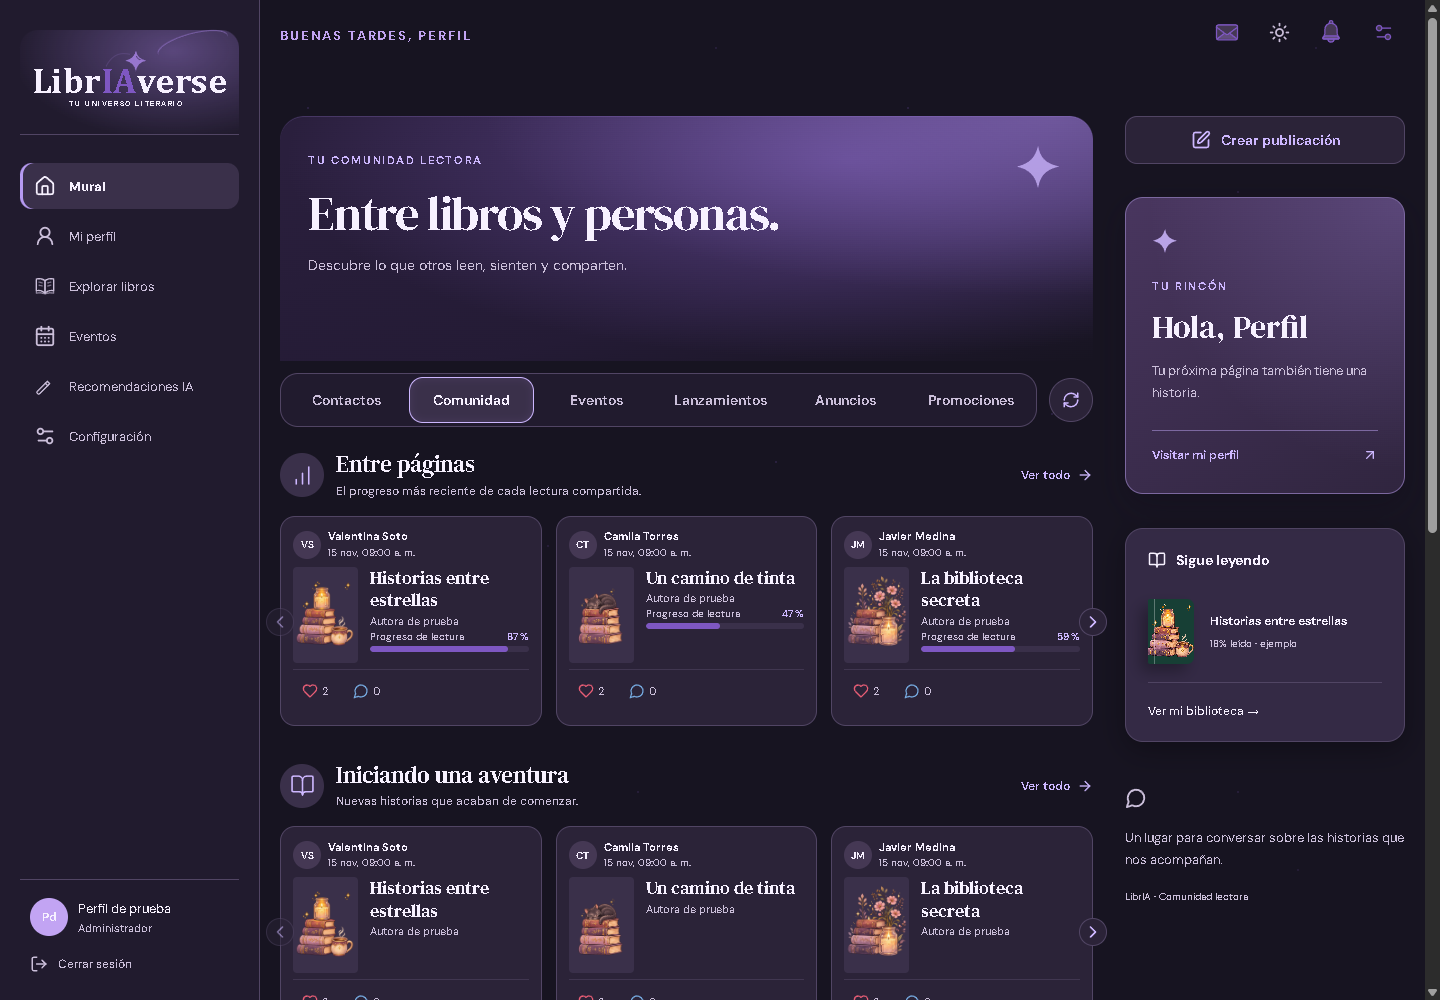 LibrIAverse
TU UNIVERSO LITERARIO
Mural
Mi perfil
Explorar libros
Eventos
Recomendaciones IA
Configuración
Pd
Perfil de prueba
Administrador
Cerrar sesión
BUENAS TARDES, PERFIL
TU COMUNIDAD LECTORA
Entre libros y personas.
Descubre lo que otros leen, sienten y comparten.
Contactos
Comunidad
Eventos
Lanzamientos
Anuncios
Promociones
Entre páginas
El progreso más reciente de cada lectura compartida.
Ver todo
VS
Valentina Soto
15 nov, 09:00 a. m.
Historias entre
estrellas
Autora de prueba
Progreso de lectura 87 %
2 0
CT
Camila Torres
15 nov, 09:00 a. m.
Un camino de tinta
Autora de prueba
Progreso de lectura 47 %
2 0
JM
Javier Medina
15 nov, 09:00 a. m.
La biblioteca
secreta
Autora de prueba
Progreso de lectura 59 %
2 0
Iniciando una aventura
Nuevas historias que acaban de comenzar.
Ver todo
VS
Valentina Soto
15 nov, 09:00 a. m.
Historias entre
estrellas
Autora de prueba
CT
Camila Torres
15 nov, 09:00 a. m.
Un camino de tinta
Autora de prueba
JM
Javier Medina
15 nov, 09:00 a. m.
La biblioteca
secreta
Autora de prueba
Crear publicación
TU RINCÓN
Hola, Perfil
Tu próxima página también tiene una
historia.
Visitar mi perfil
Sigue leyendo
Historias entre estrellas
18% leído · ejemplo
Ver mi biblioteca →
Un lugar para conversar sobre las historias que
nos acompañan.
LibrIA · Comunidad lectora